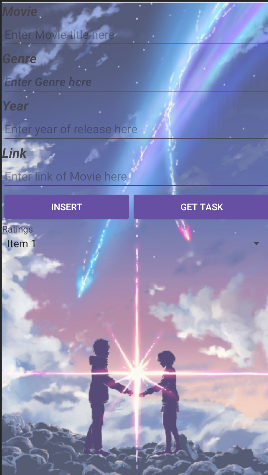 Movie
Enter Movie title here
Genre
Enter Genre here
Year
Enter year of release here
Link
Enter link of Movie here
INSERT GET TASK
Ratings
Item 1